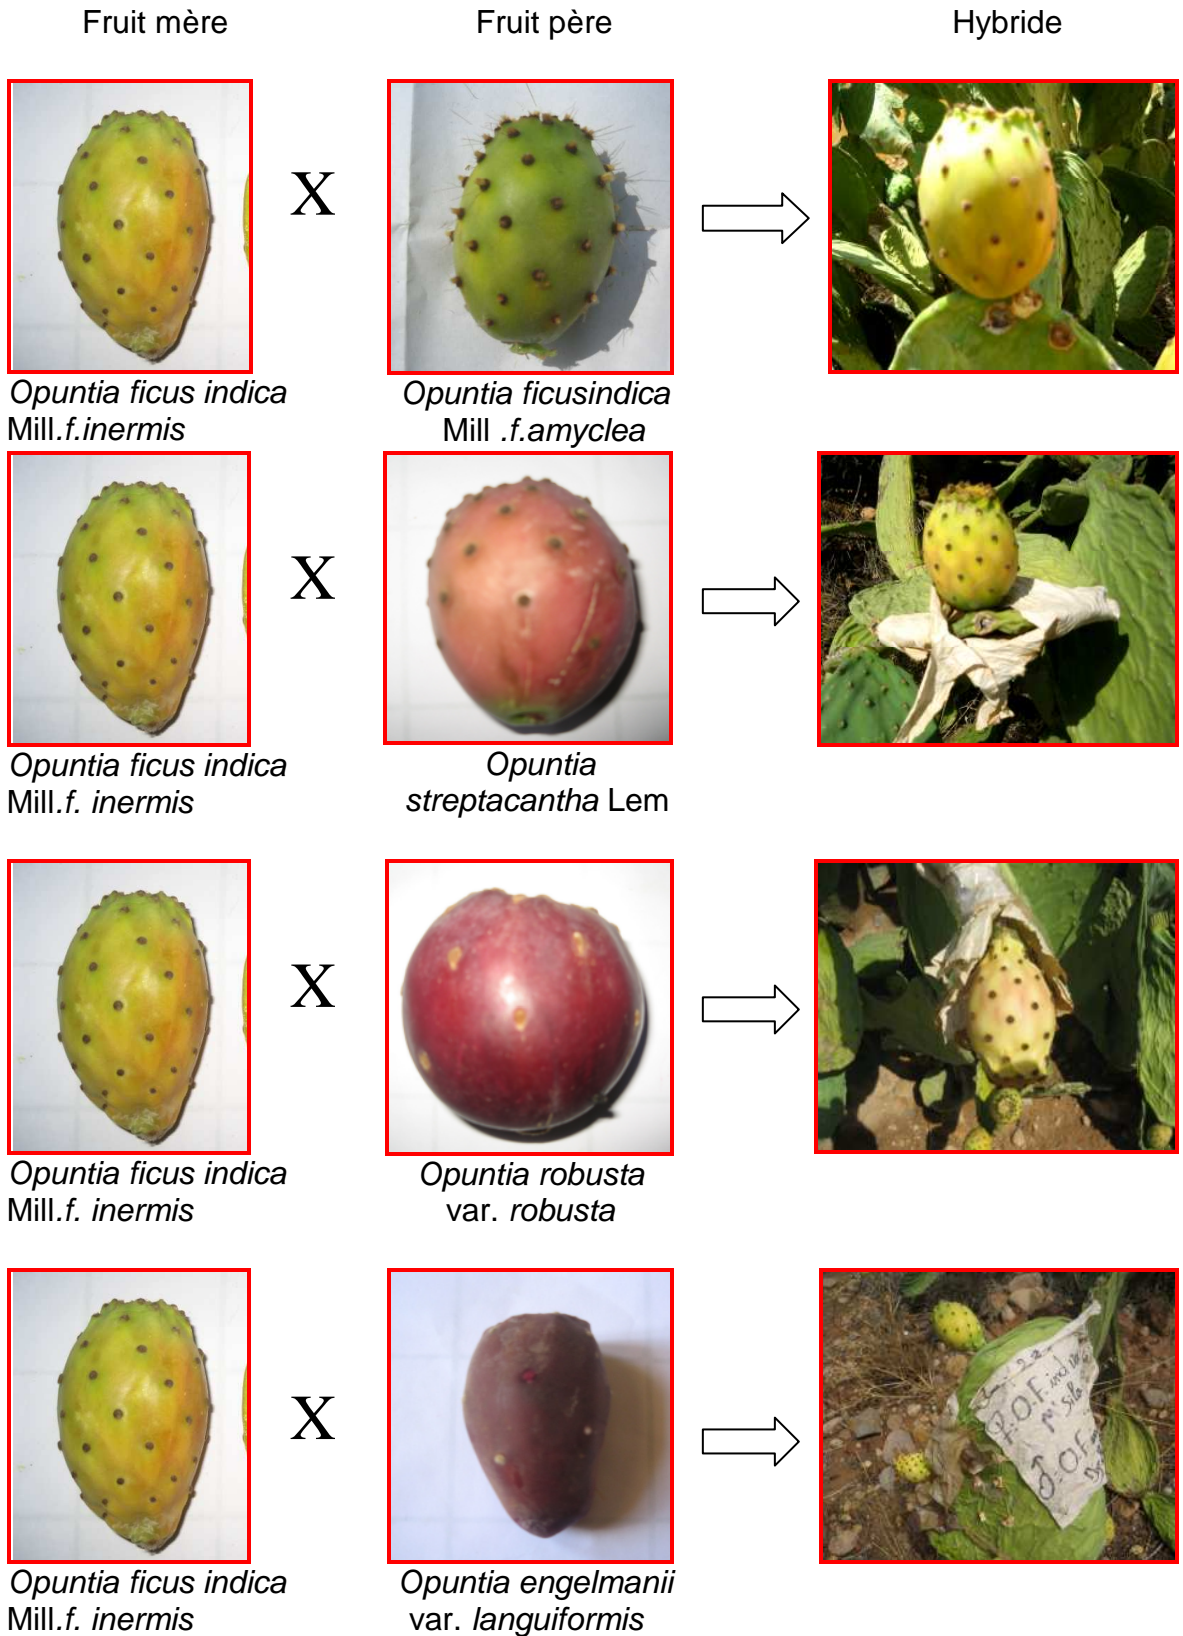 Fruit mère
Fruit père
Hybride
X
Opuntia ficus indica
Mill.f.inermis
Opuntia ficusindica
Mill .f.amyclea
X
Opuntia ficus indica
Mill.f. inermis
Opuntia
streptacantha Lem
X
Opuntia ficus indica
Mill.f. inermis
Opuntia robusta
var. robusta
X
♀.O.F.
♂.O.F.
Opuntia ficus indica
Mill.f. inermis
Opuntia engelmanii
var. languiformis